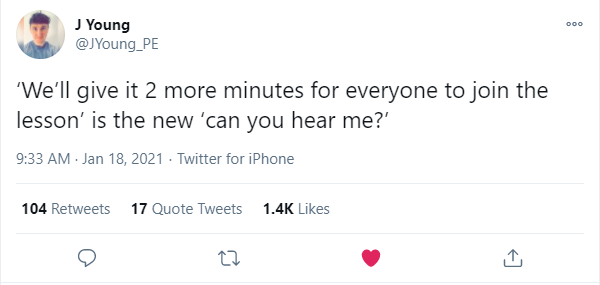 J Young
@JYoung_PE
‘We’ll give it 2 more minutes for everyone to join the
lesson’ is the new ‘can you hear me?’
9:33 AM · Jan 18, 2021 · Twitter for iPhone
104 Retweets 17 Quote Tweets 1.4K Likes